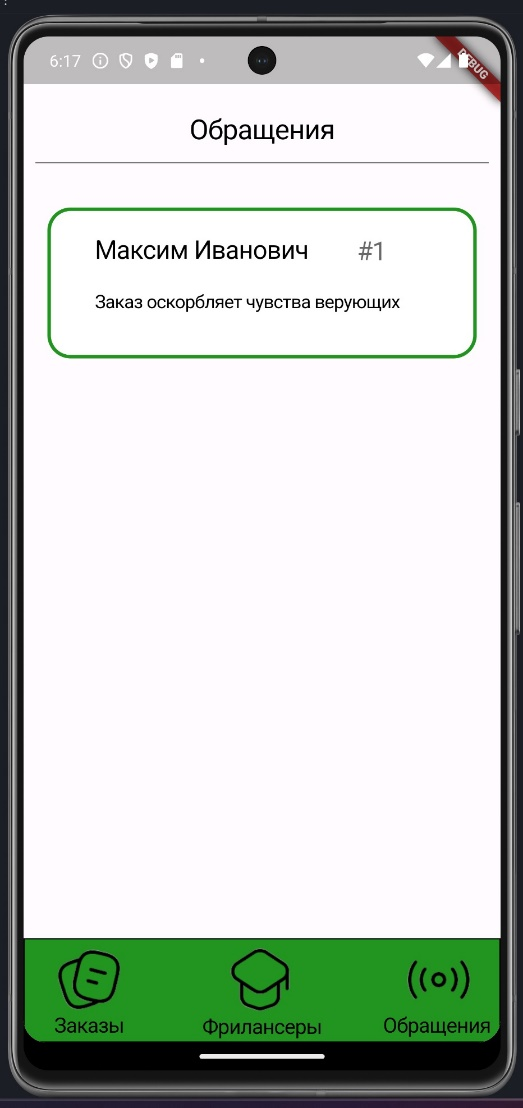 6:17
DEBUG
Обращения
Максим Иванович #1
Заказ оскорбляет чувства верующих
Заказы Фрилансеры Обращения